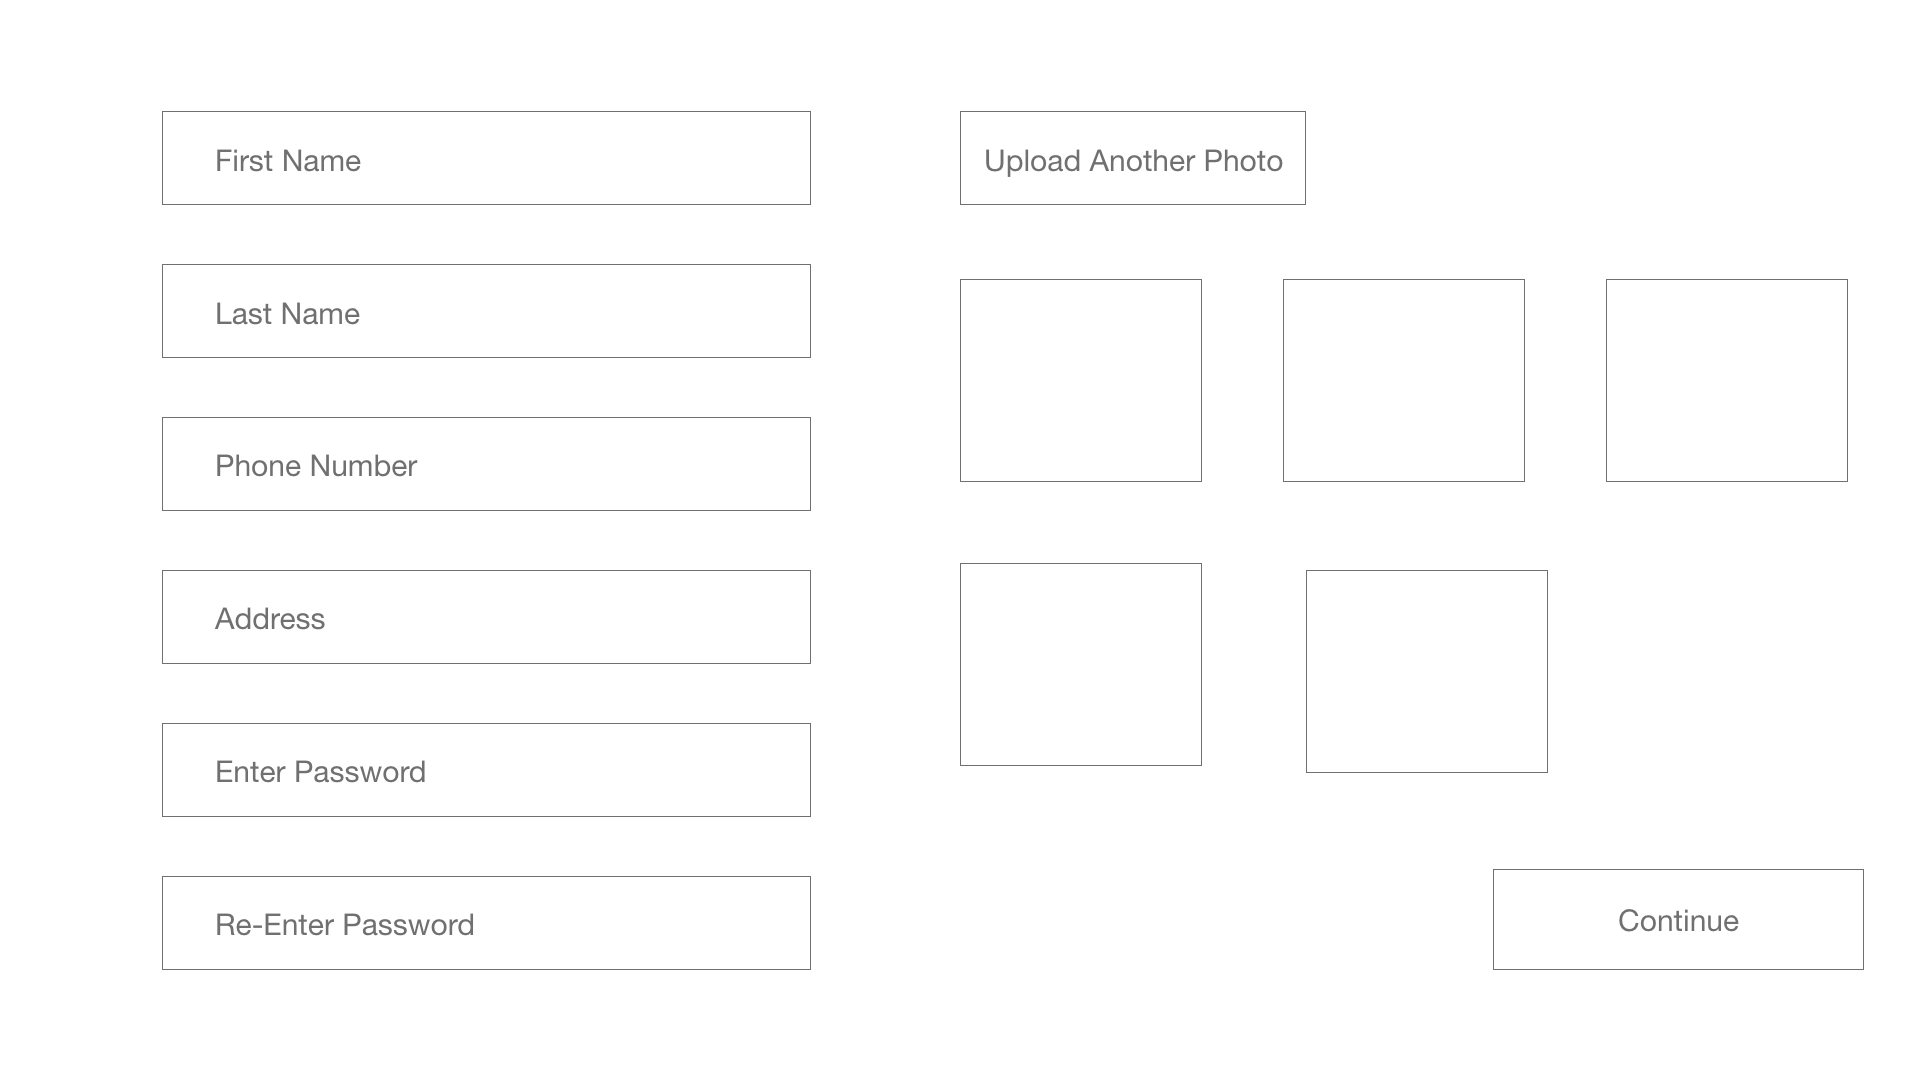 First Name
Last Name
Phone Number
Address
Enter Password
Re-Enter Password
Upload Another Photo
Continue